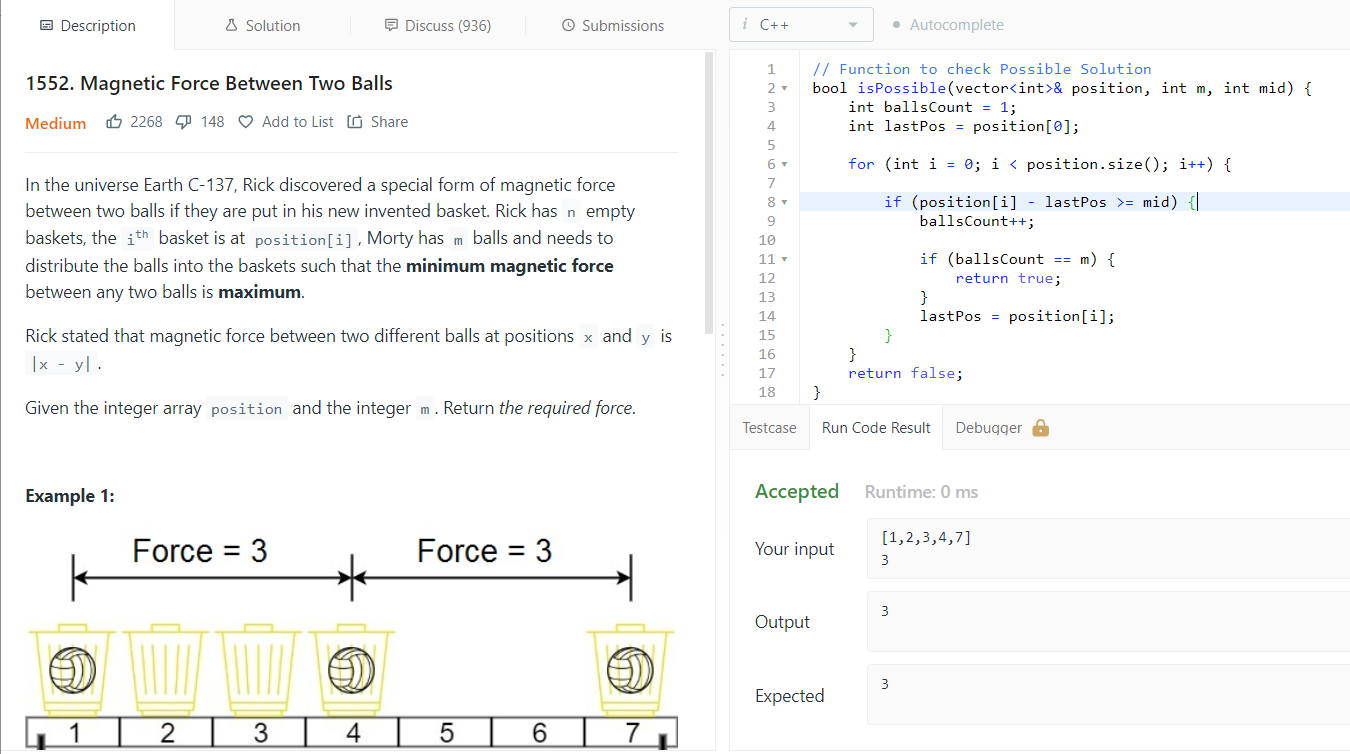 Description
Solution
Discuss (936)
Submissions
1552. Magnetic Force Between Two Balls
Medium 2268 148 Add to List Share
In the universe Earth C-137, Rick discovered a special form of magnetic force
between two balls if they are put in his new invented basket. Rick has n empty
baskets, the ith basket is at position[i], Morty has m balls and needs to
distribute the balls into the baskets such that the minimum magnetic force
between any two balls is maximum.
Rick stated that magnetic force between two different balls at positions x and y is
|x - y|.
Given the integer array position and the integer m. Return the required force.
Example 1:
Force = 3 Force = 3
1 2 3 4 5 6 7
i C++ Autocomplete
1 // Function to check Possible Solution
2 bool isPossible(vector<int>& position, int m, int mid) {
3 int ballsCount = 1;
4 int lastPos = position[0];
5
6 for (int i = 0; i < position.size(); i++) {
7
8 if (position[i] - lastPos >= mid) {
9 ballsCount++;
10
11 if (ballsCount == m) {
12 return true;
13 }
14 lastPos = position[i];
15 }
16 }
17 return false;
18 }
Testcase
Run Code Result
Debugger
Accepted Runtime: 0 ms
Your input
[1,2,3,4,7]
3
Output
3
Expected
3